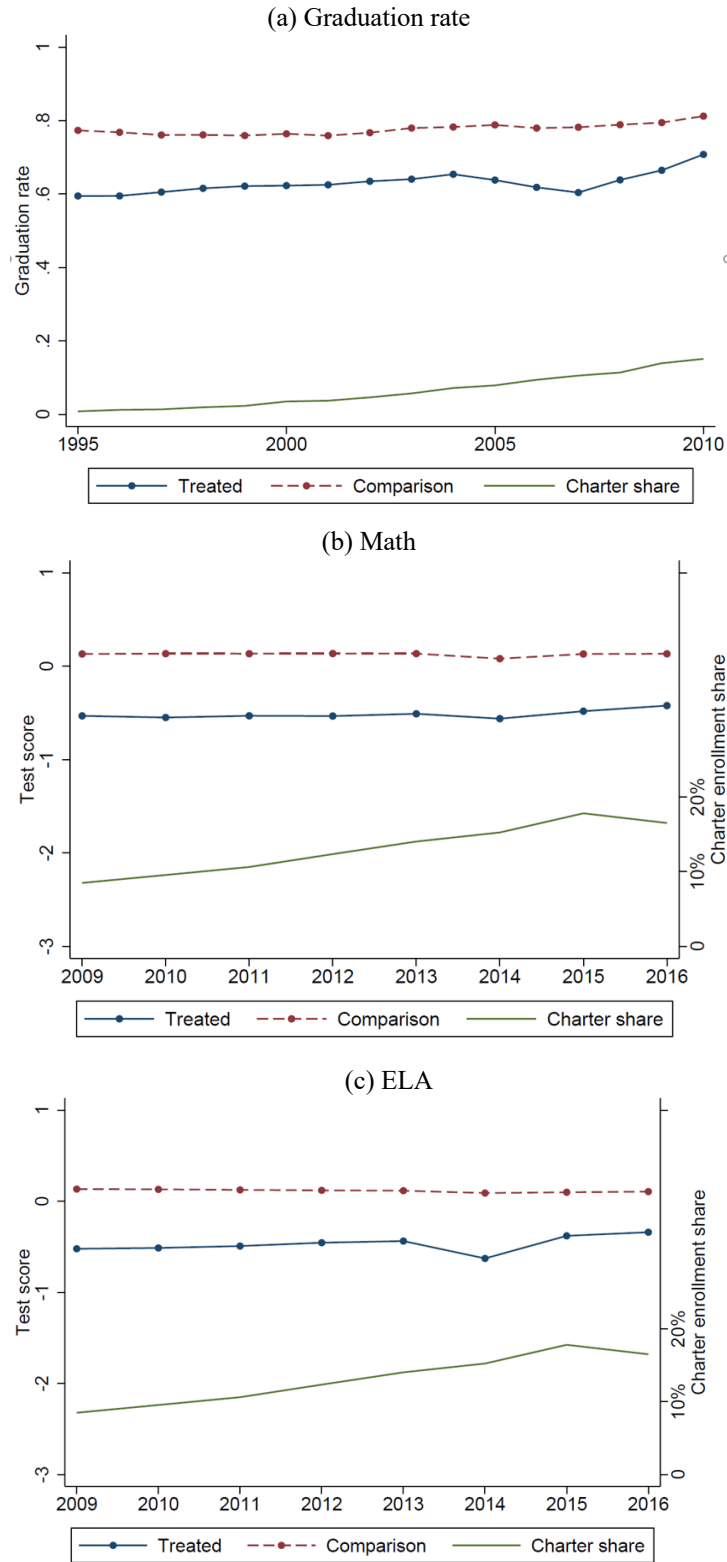 (a) Graduation rate
1
.8
.6
.4
.2
0
Graduation rate
1995 2000 2005 2010
Treated Comparison Charter share
(b) Math
1
0
-1
-2
-3
Test score
20%
10%
0
Charter enrollment share
2009 2010 2011 2012 2013 2014 2015 2016
Treated Comparison Charter share
(c) ELA
1
0
-1
-2
-3
Test score
20%
10%
0
Charter enrollment share
2009 2010 2011 2012 2013 2014 2015 2016
Treated Comparison Charter share